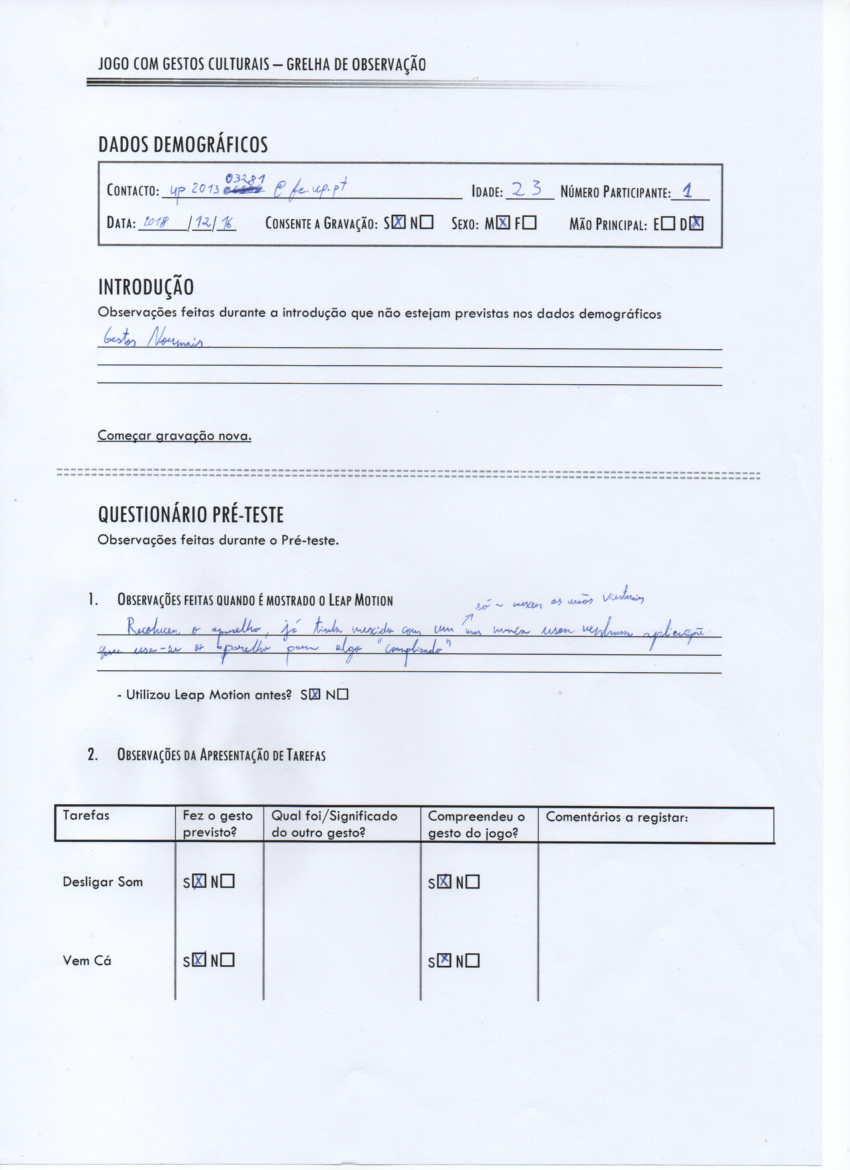 JOGO COM GESTOS CULTURAIS – GRELHA DE OBSERVAÇÃO
DADOS DEMOGRÁFICOS
CONTACTO: up 2013 03281 @ fe.up.pt IDADE: 23 NÚMERO PARTICIPANTE: 1
DATA: 2018 /12/ 16 CONSENTE A GRAVAÇÃO: S☒ N☐ SEXO: M☒ F☐ MÃO PRINCIPAL: E☐ D☒
INTRODUÇÃO
Observações feitas durante a introdução que não estejam previstas nos dados demográficos
Gestos Normais
Começar gravação nova.
QUESTIONÁRIO PRÉ-TESTE
Observações feitas durante o Pré-teste.
1. OBSERVAÇÕES FEITAS QUANDO É MOSTRADO O LEAP MOTION
só ~ mexeu as mãos
Reconheceu o aparelho, já tinha mexido com um mas nunca usou nenhuma aplicação
que usa-se o aparelho para algo "complicado"
- Utilizou Leap Motion antes? S☒ N☐
2. OBSERVAÇÕES DA APRESENTAÇÃO DE TAREFAS
Tarefas Fez o gesto previsto? Qual foi/Significado do outro gesto? Compreendeu o gesto do jogo? Comentários a registar:
Desligar Som S☒ N☐ S☒ N☐
Vem Cá S☒ N☐ S☒ N☐